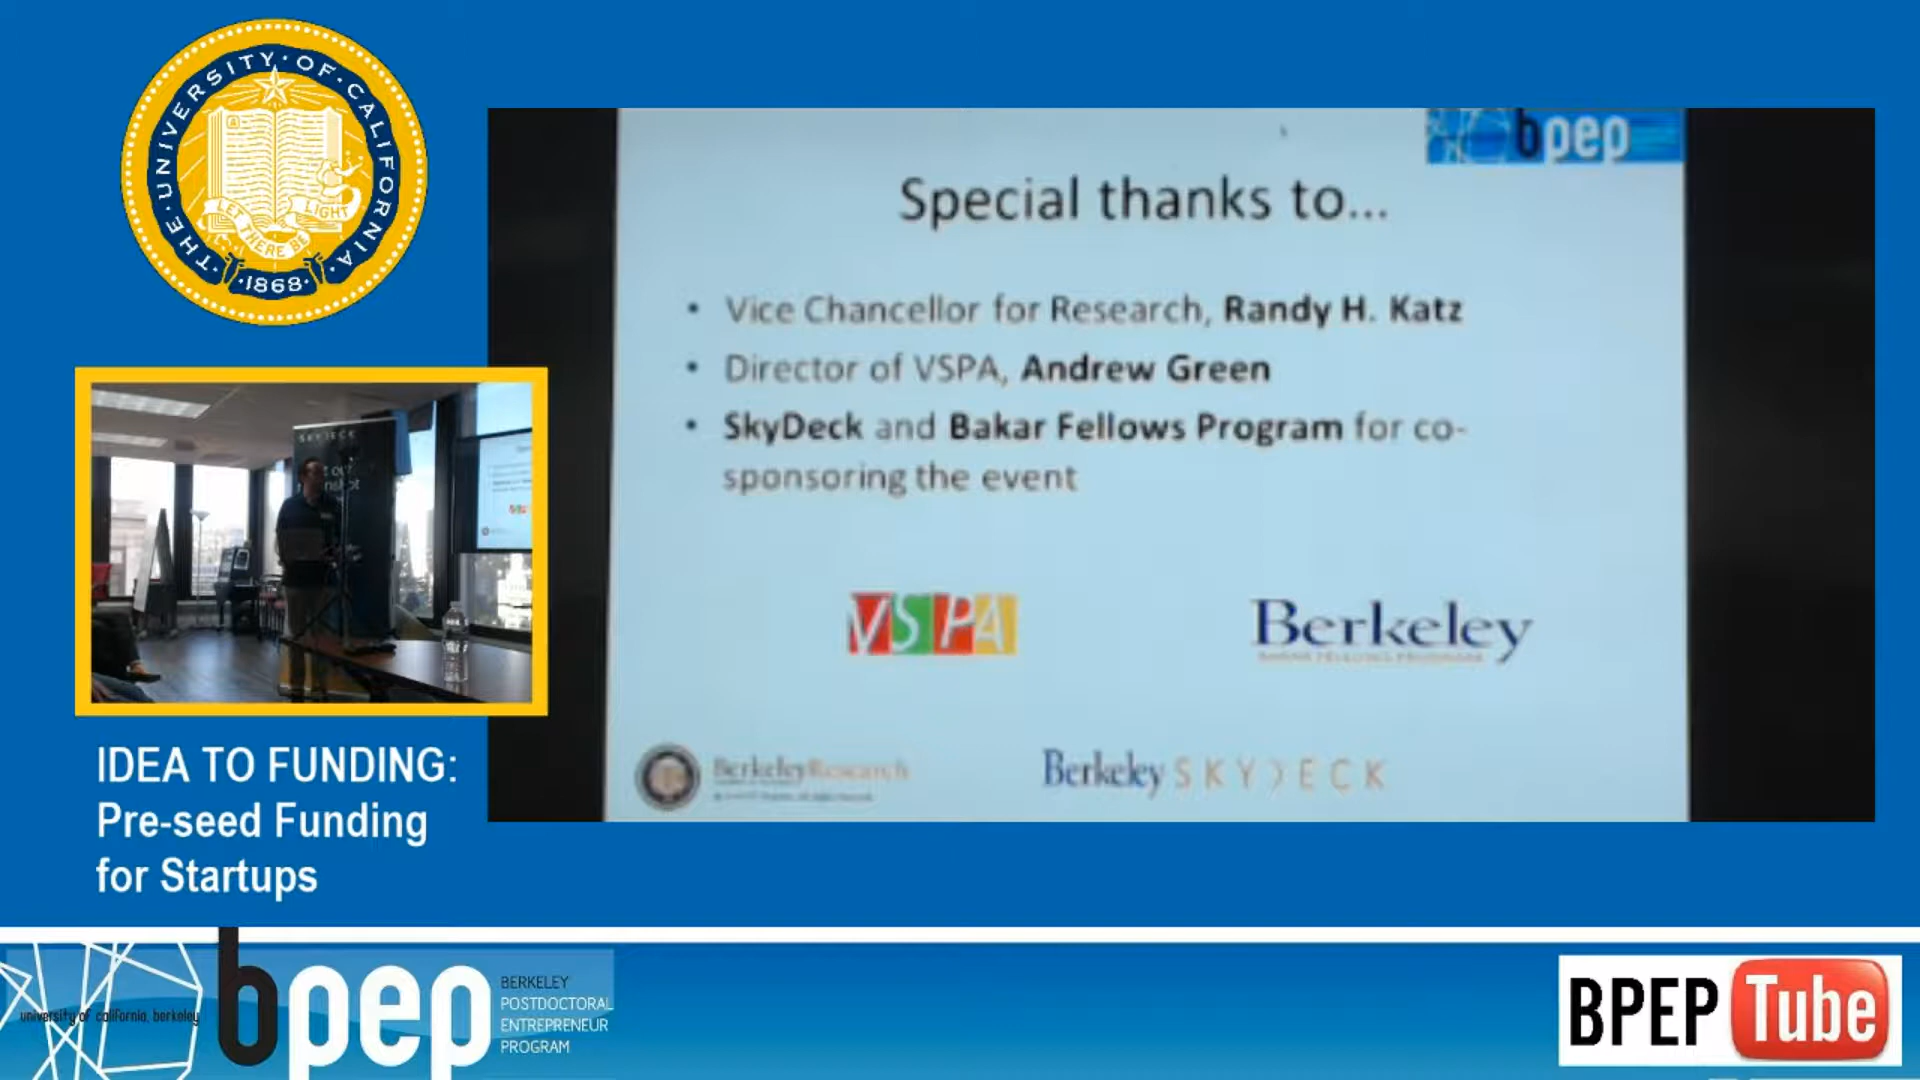 THE·UNIVERSITY·OF·CALIFORNIA·
LET THERE BE LIGHT
·1868·
bpep
Special thanks to...
• Vice Chancellor for Research, Randy H. Katz
• Director of VSPA, Andrew Green
• SkyDeck and Bakar Fellows Program for co-
sponsoring the event
VSPA
Berkeley
BerkeleyResearch
Berkeley SKYDECK
SKYDECK
IDEA TO FUNDING:
Pre-seed Funding
for Startups
university of california, berkeley
bpep
BERKELEY
POSTDOCTORAL
ENTREPRENEUR
PROGRAM
BPEP Tube